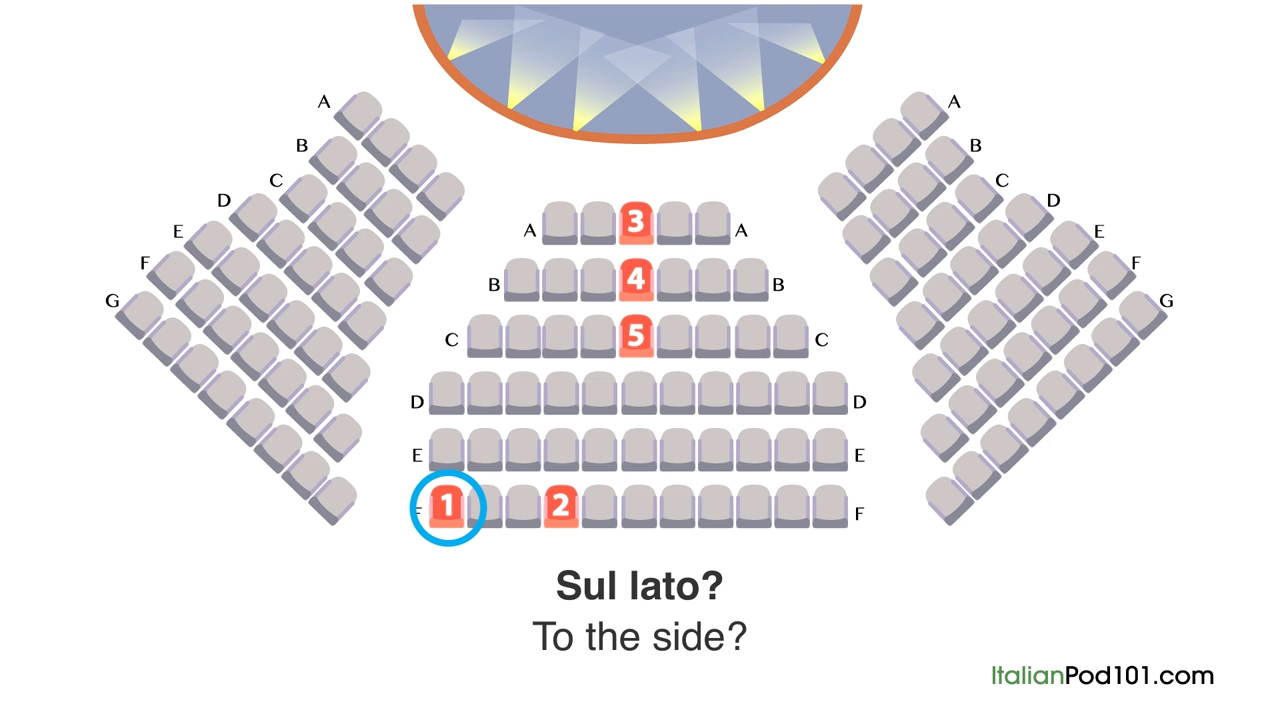 A A
B B
C C
D D
E E
F F
G G
A 3 A
B 4 B
C 5 C
D D
E E
F 1 2 F
Sul lato?
To the side?
ItalianPod101.com